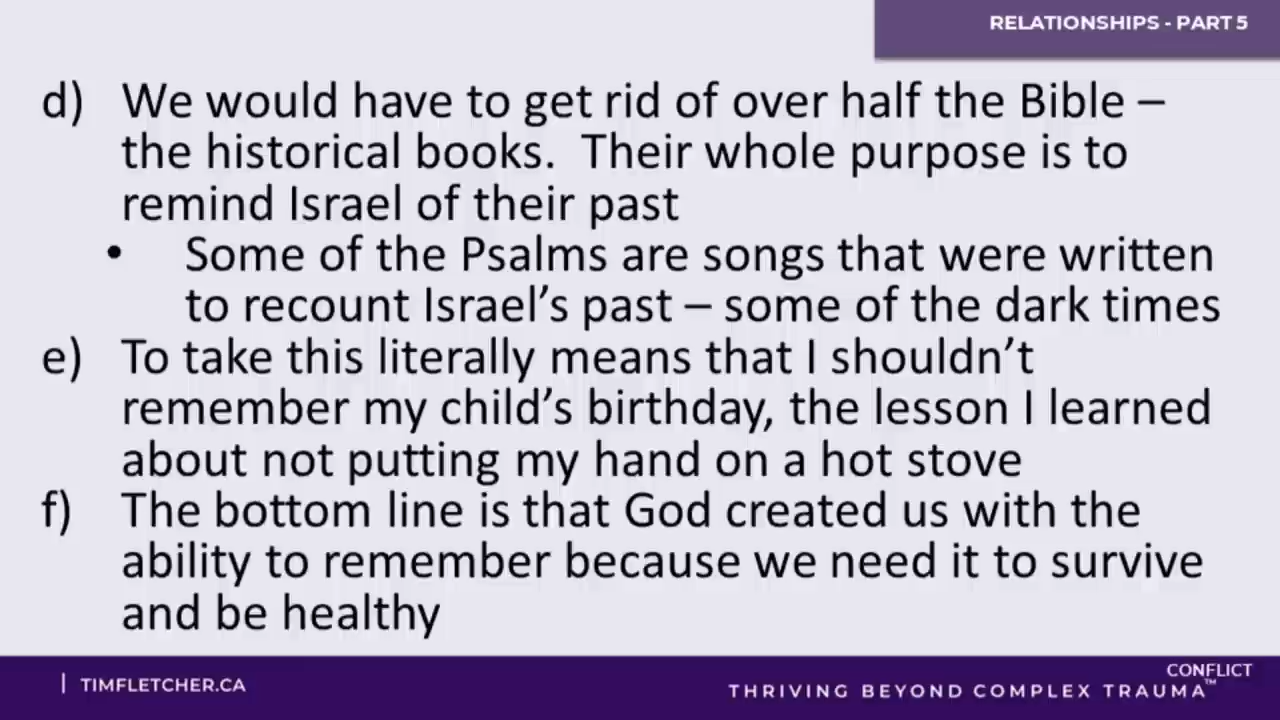 RELATIONSHIPS - PART 5
d) We would have to get rid of over half the Bible –
the historical books.  Their whole purpose is to
remind Israel of their past
• Some of the Psalms are songs that were written
to recount Israel’s past – some of the dark times
e) To take this literally means that I shouldn’t
remember my child’s birthday, the lesson I learned
about not putting my hand on a hot stove
f) The bottom line is that God created us with the
ability to remember because we need it to survive
and be healthy
| TIMFLETCHER.CA
CONFLICT
THRIVING BEYOND COMPLEX TRAUMA™